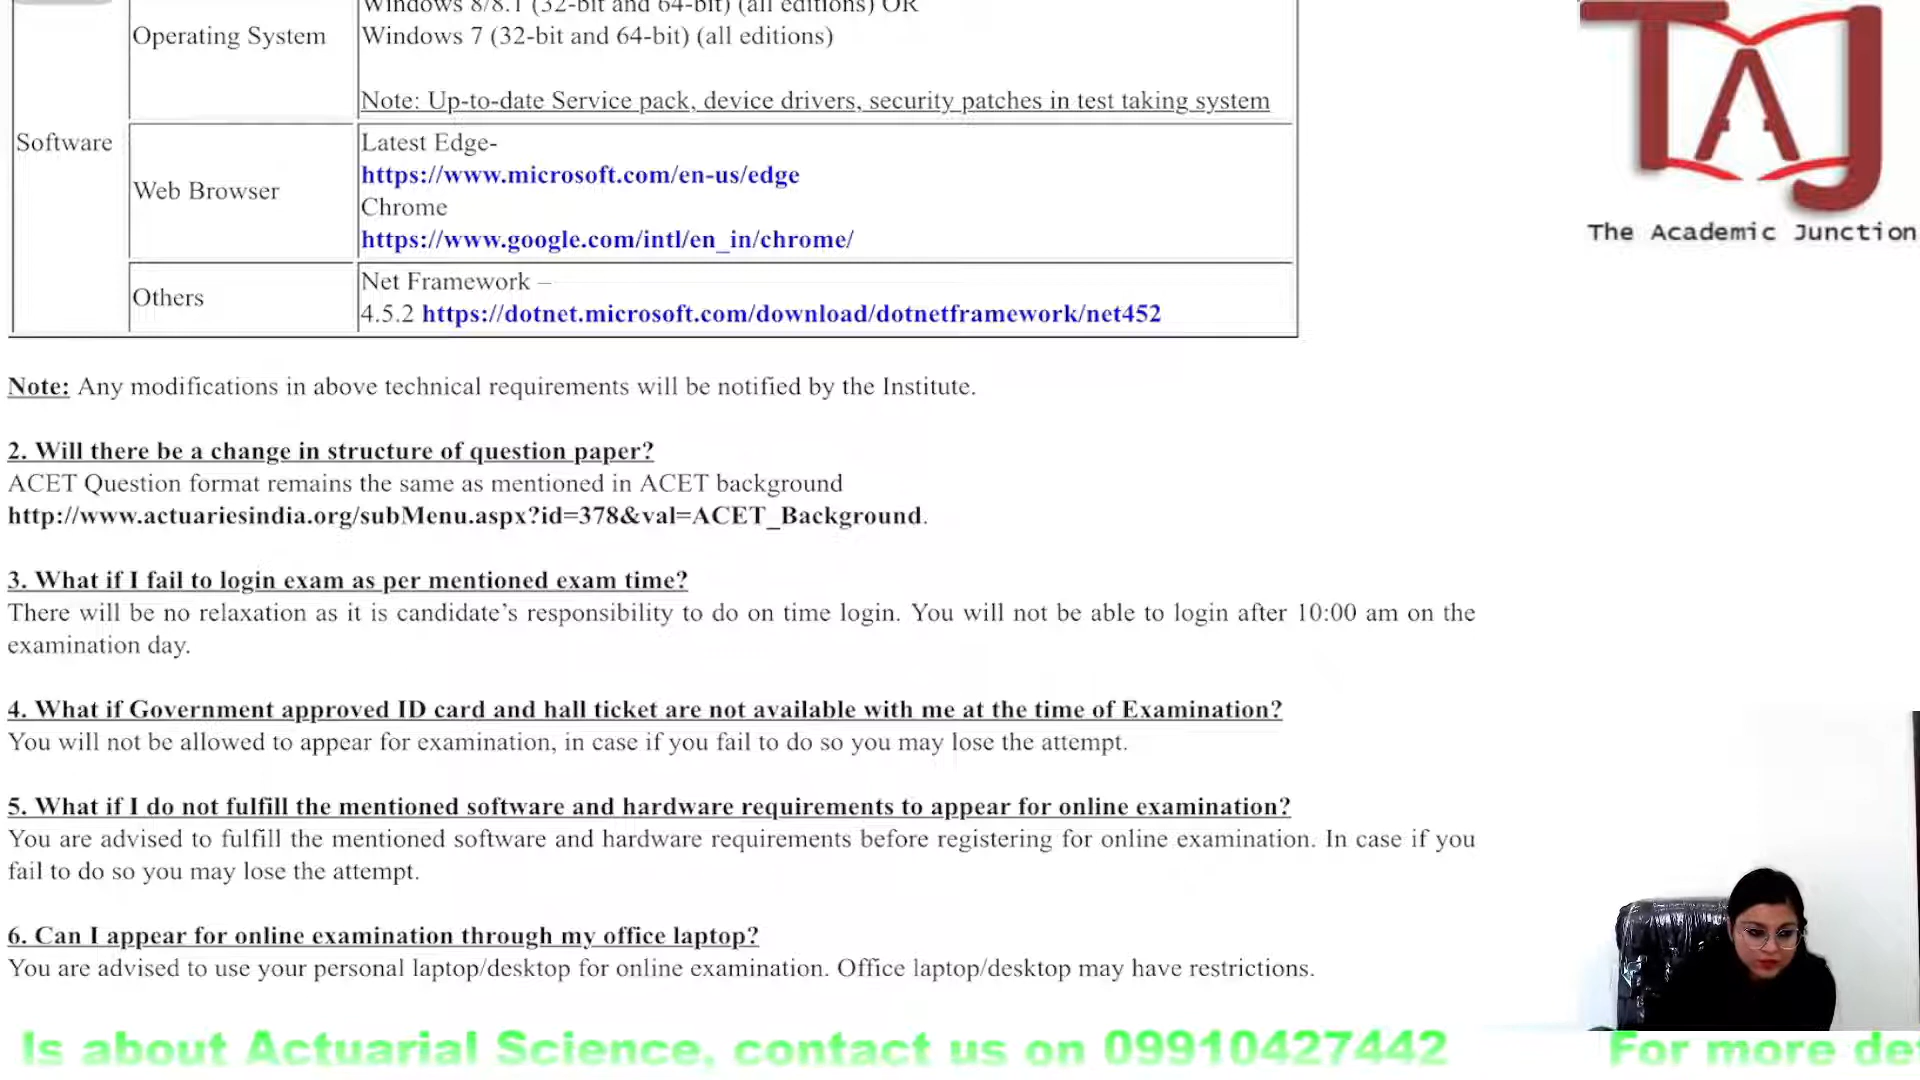 Windows 8/8.1 (32-bit and 64-bit) (all editions) OR
Operating System
Windows 7 (32-bit and 64-bit) (all editions)
Note: Up-to-date Service pack, device drivers, security patches in test taking system
Software
Web Browser
Latest Edge-
https://www.microsoft.com/en-us/edge
Chrome
https://www.google.com/intl/en_in/chrome/
Others
Net Framework –
4.5.2 https://dotnet.microsoft.com/download/dotnetframework/net452
TAJ
The Academic Junction
Note: Any modifications in above technical requirements will be notified by the Institute.
2. Will there be a change in structure of question paper?
ACET Question format remains the same as mentioned in ACET background
http://www.actuariesindia.org/subMenu.aspx?id=378&val=ACET_Background.
3. What if I fail to login exam as per mentioned exam time?
There will be no relaxation as it is candidate’s responsibility to do on time login. You will not be able to login after 10:00 am on the
examination day.
4. What if Government approved ID card and hall ticket are not available with me at the time of Examination?
You will not be allowed to appear for examination, in case if you fail to do so you may lose the attempt.
5. What if I do not fulfill the mentioned software and hardware requirements to appear for online examination?
You are advised to fulfill the mentioned software and hardware requirements before registering for online examination. In case if you
fail to do so you may lose the attempt.
6. Can I appear for online examination through my office laptop?
You are advised to use your personal laptop/desktop for online examination. Office laptop/desktop may have restrictions.
ls about Actuarial Science, contact us on 09910427442 For more det